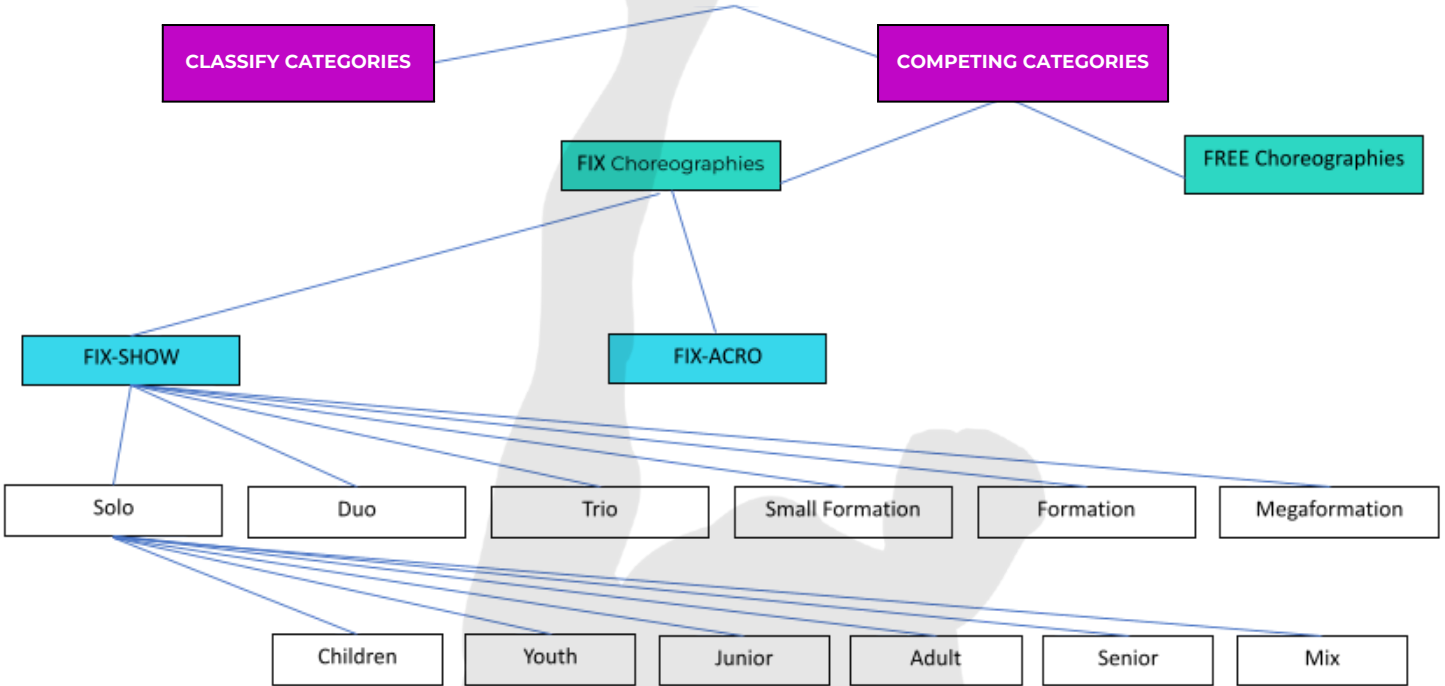 CLASSIFY CATEGORIES
COMPETING CATEGORIES
FIX Choreographies
FREE Choreographies
FIX-SHOW
FIX-ACRO
Solo
Duo
Trio
Small Formation
Formation
Megaformation
Children
Youth
Junior
Adult
Senior
Mix